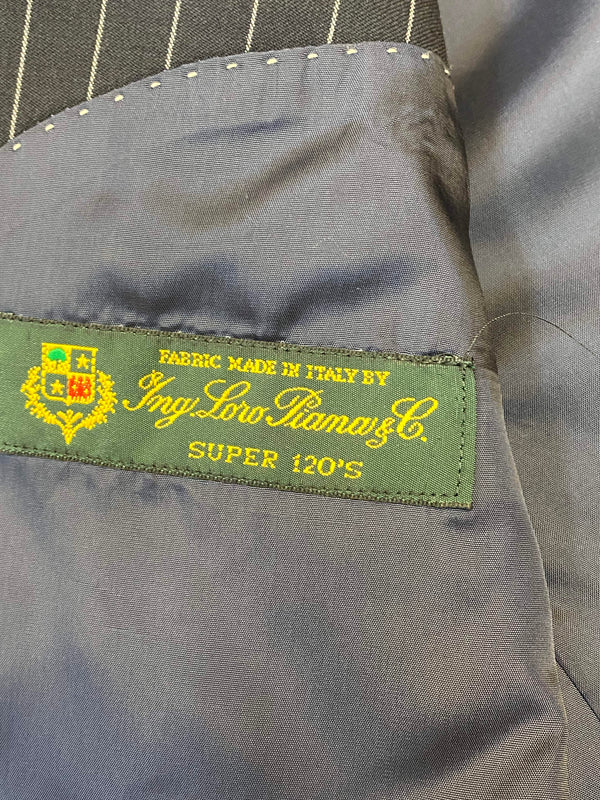 FABRIC MADE IN ITALY BY
Ing Loro Piana & C.
SUPER 120'S